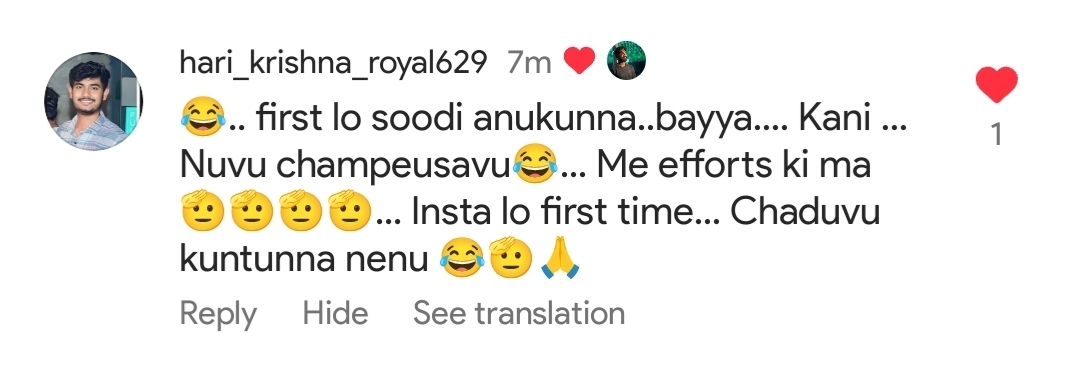 hari_krishna_royal629 7m ❤️
😂.. first lo soodi anukunna..bayya.... Kani ...
Nuvu champeusavu😂... Me efforts ki ma
🫡🫡🫡🫡... Insta lo first time... Chaduvu
kuntunna nenu 😂🫡🙏
Reply Hide See translation
1